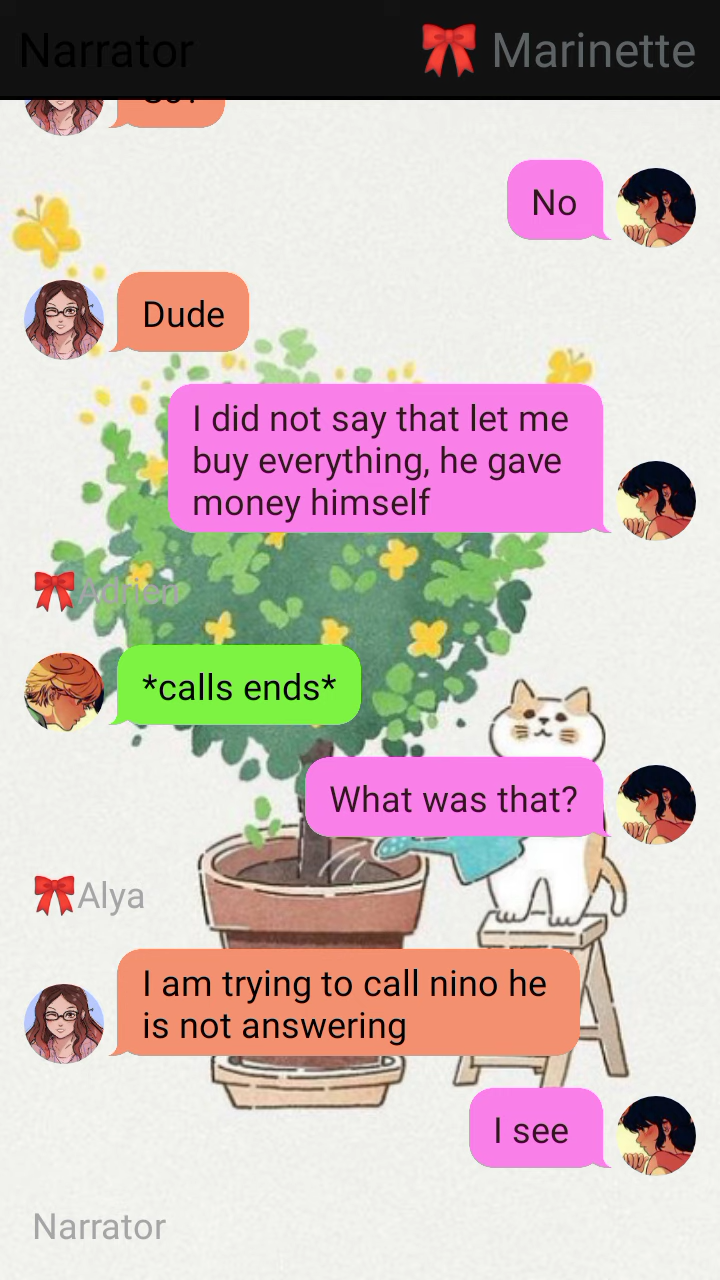 Narrator
🎀 Marinette
No
Dude
I did not say that let me
buy everything, he gave
money himself
🎀Adrien
*calls ends*
What was that?
🎀Alya
I am trying to call nino he
is not answering
I see
Narrator